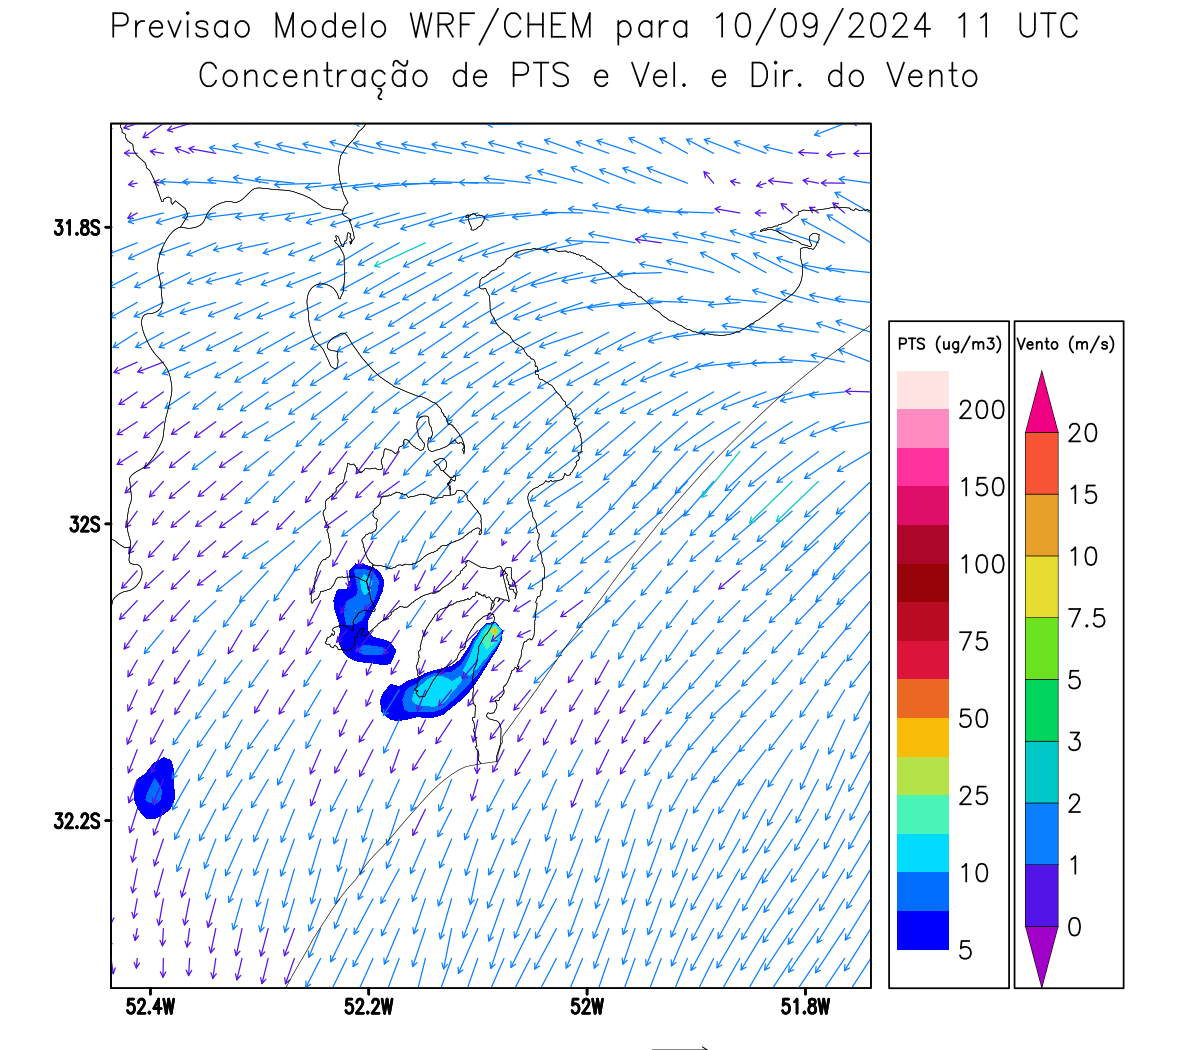 Previsao Modelo WRF/CHEM para 10/09/2024 11 UTC
Concentração de PTS e Vel. e Dir. do Vento
31.8S
32S
32.2S
52.4W
52.2W
52W
51.8W
PTS (ug/m3)
200
150
100
75
50
25
10
5
Vento (m/s)
20
15
10
7.5
5
3
2
1
0